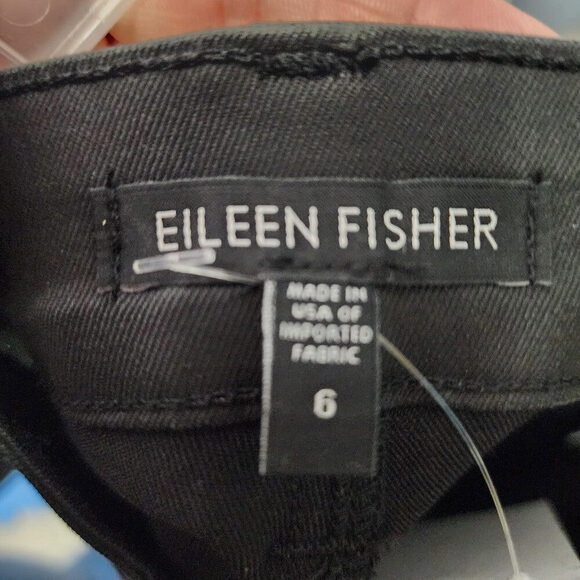 EILEEN FISHER
MADE IN
USA OF
IMPORTED
FABRIC
6